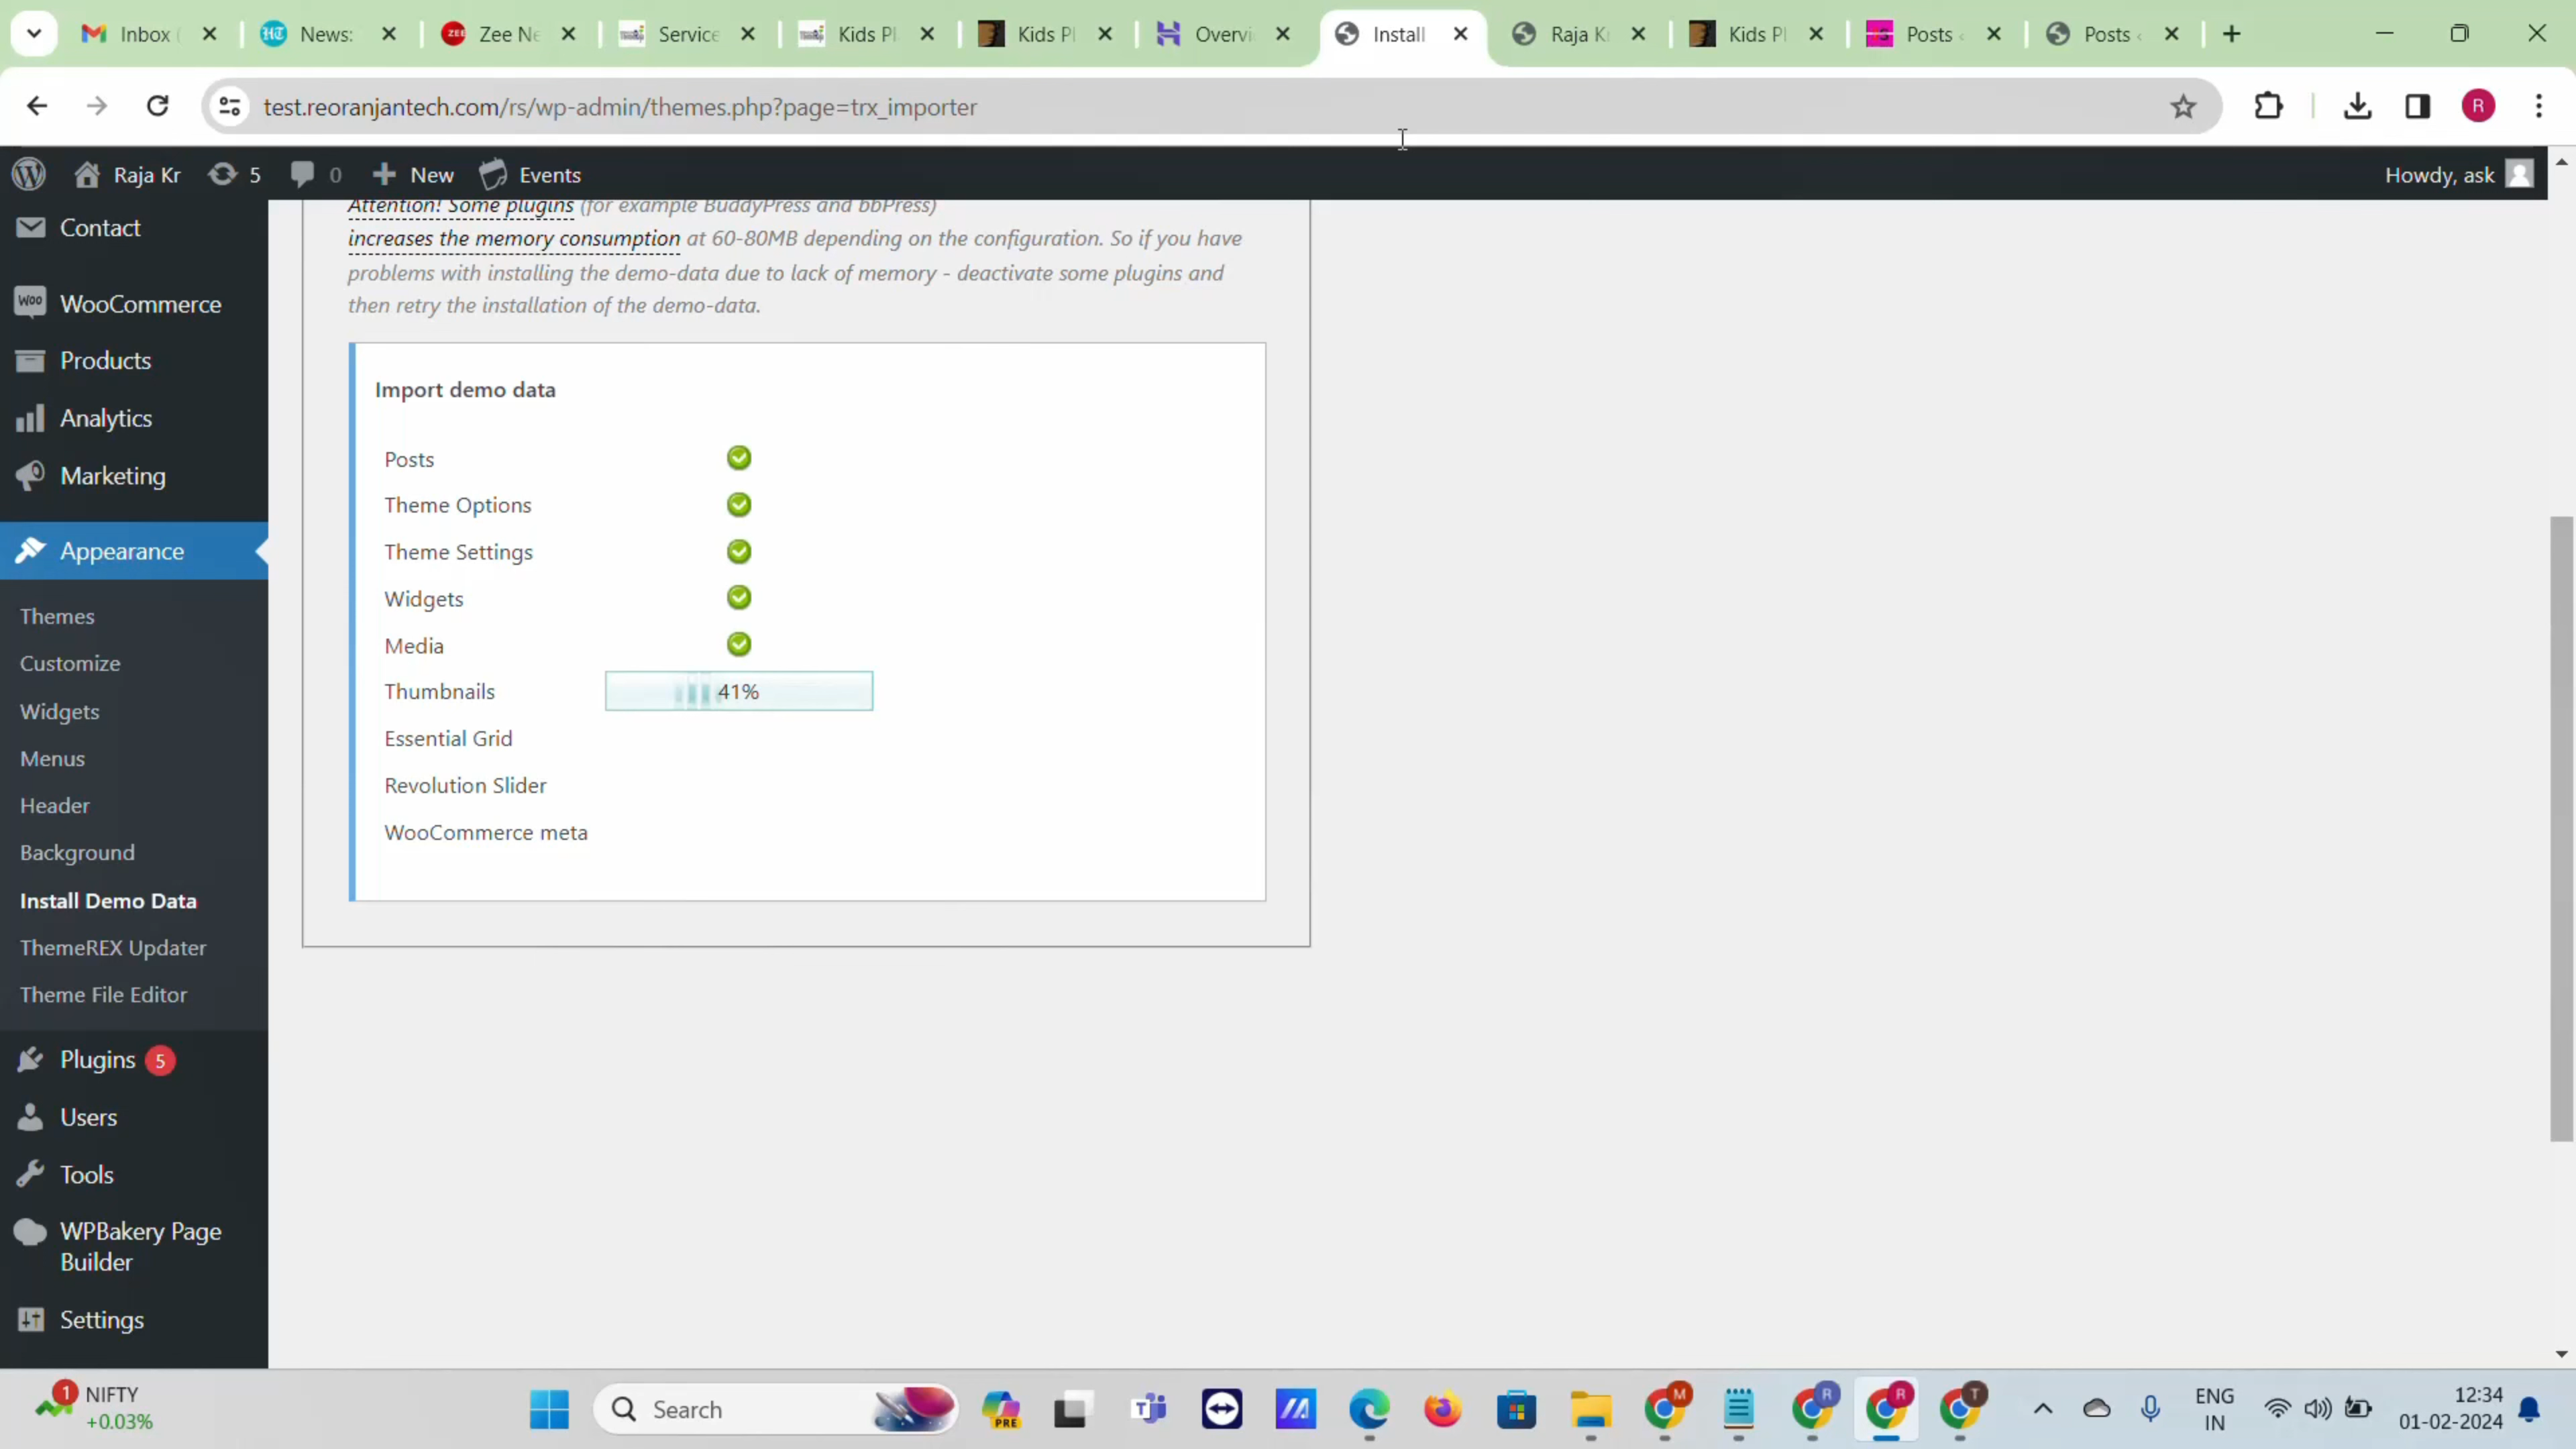 Inbox (
News:
Zee Ne
Service
Kids Pl
Kids Pl
Overvi
Install
Raja Kr
Kids Pl
Posts
Posts
test.reoranjantech.com/rs/wp-admin/themes.php?page=trx_importer
R
Raja Kr
5
0
New
Events
Howdy, ask
Contact
WooCommerce
Products
Analytics
Marketing
Appearance
Themes
Customize
Widgets
Menus
Header
Background
Install Demo Data
ThemeREX Updater
Theme File Editor
Plugins 5
Users
Tools
WPBakery Page
Builder
Settings
Attention! Some plugins (for example BuddyPress and bbPress)
increases the memory consumption at 60-80MB depending on the configuration. So if you have
problems with installing the demo-data due to lack of memory - deactivate some plugins and
then retry the installation of the demo-data.
Import demo data
Posts
Theme Options
Theme Settings
Widgets
Media
Thumbnails 41%
Essential Grid
Revolution Slider
WooCommerce meta
1
NIFTY
+0.03%
Search
PRE
M
R
R
T
ENG
IN
12:34
01-02-2024